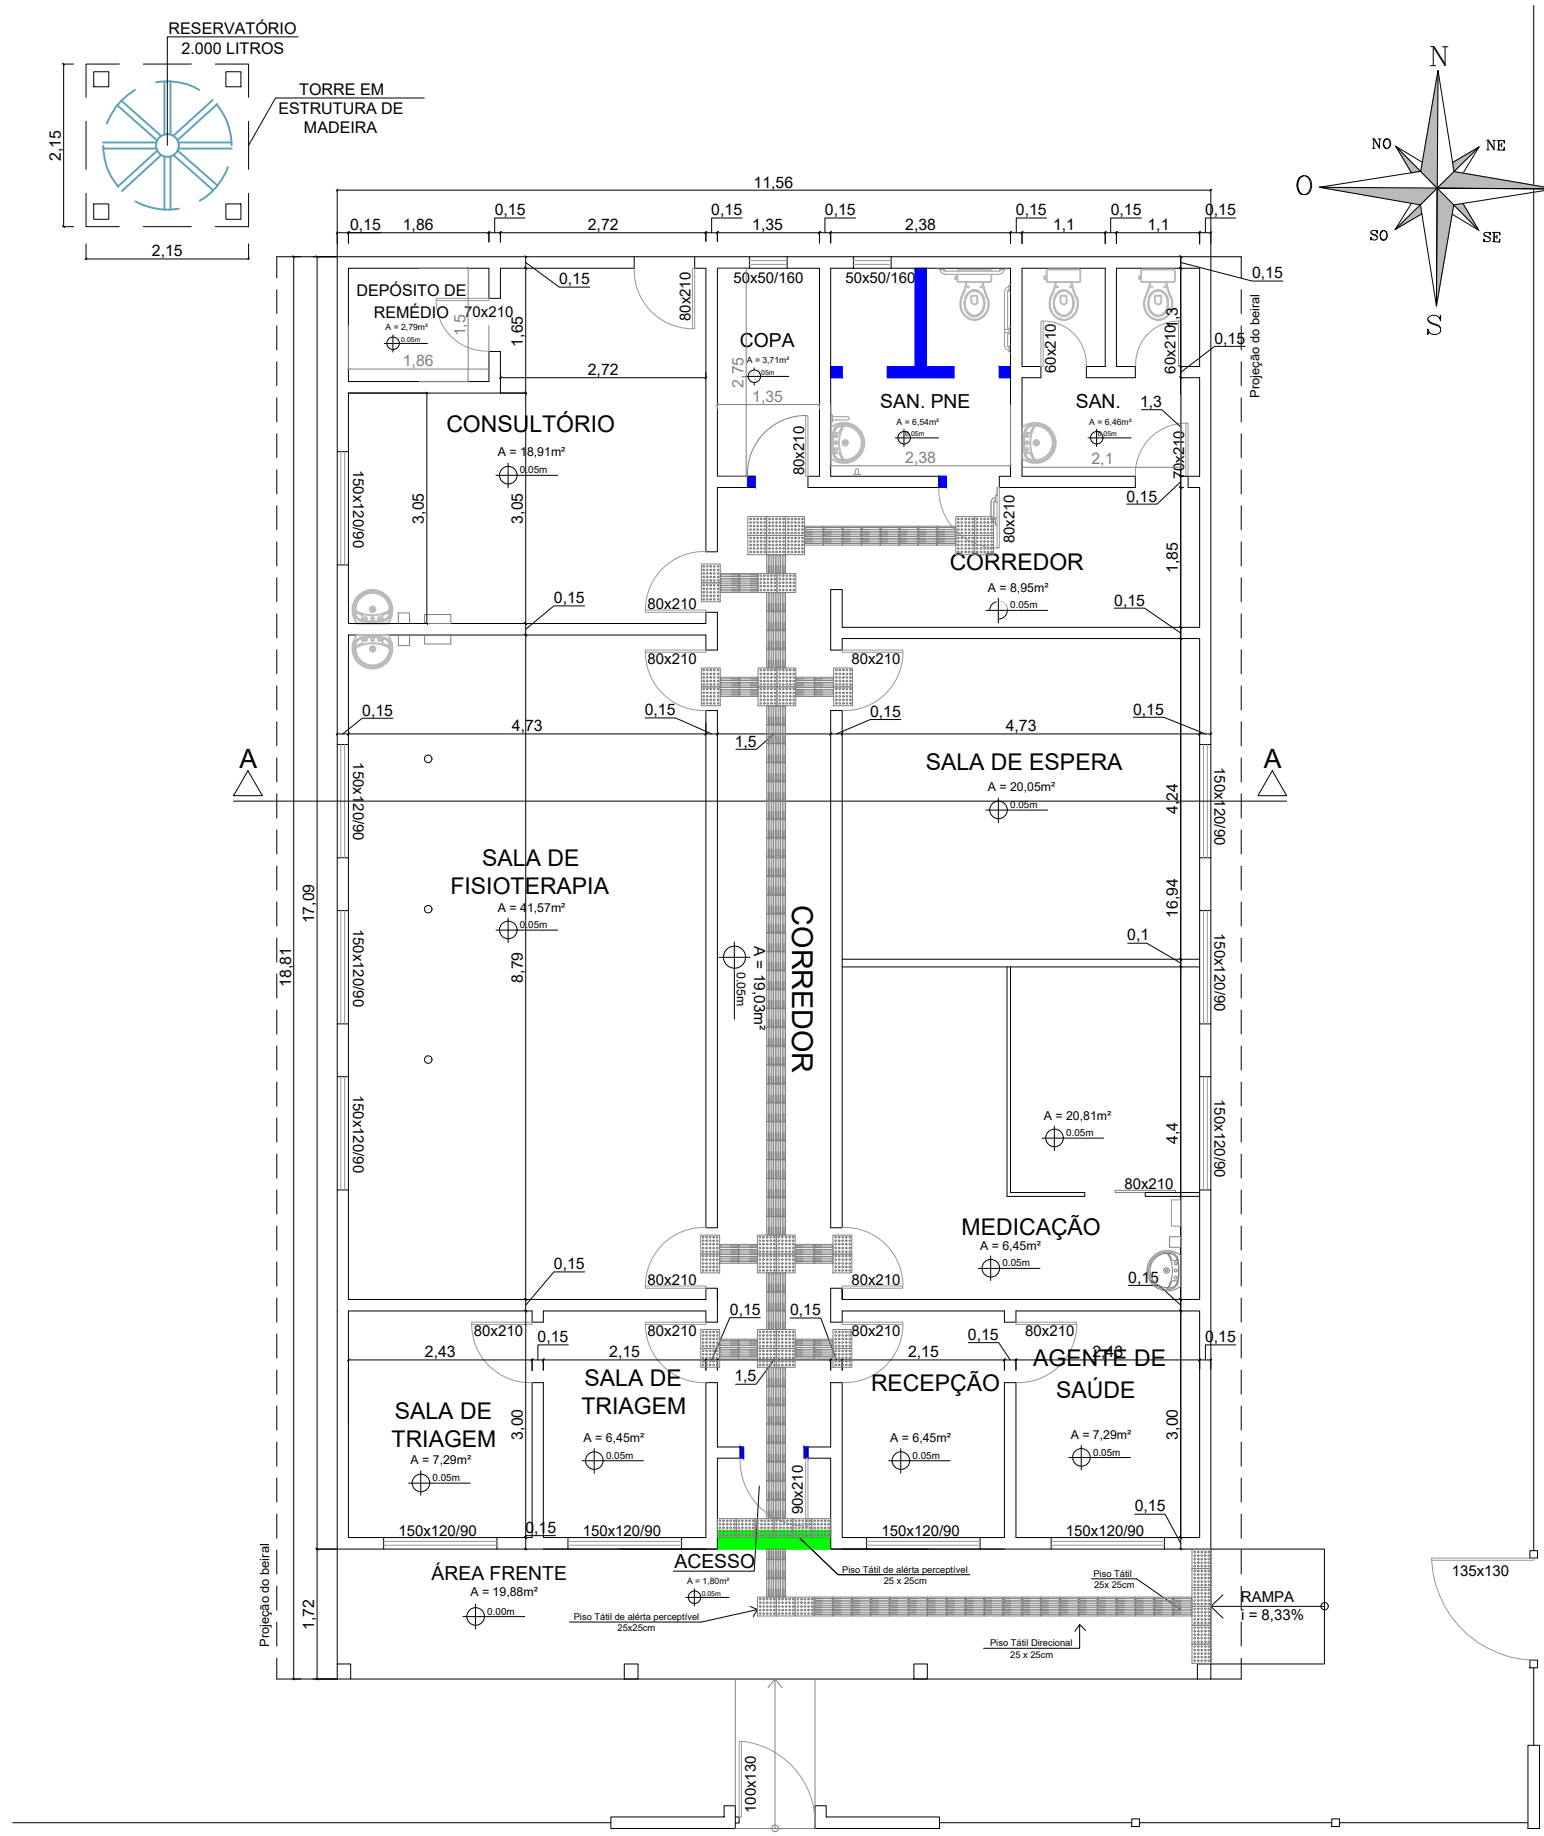 RESERVATÓRIO
2.000 LITROS
TORRE EM
ESTRUTURA DE
MADEIRA
2,15
2,15
N
NO
NE
O
SO
SE
S
11,56
0,15
0,15
0,15
0,15
0,15
0,15 1,86
2,72
1,35
2,38
1,1
1,1
0,15
DEPÓSITO DE
REMÉDIO
A = 2,79m²
0.05m
1,5
1,86
70x210
0,15
1,65
80x210
2,72
50x50/160
50x50/160
COPA
A = 3,71m²
.05m
2,75
1,35
80x210
SAN. PNE
A = 6,54m²
0.05m
2,38
80x210
60x210
60x210
1,3
SAN.
A = 6,46m²
0.05m
2,1
1,3
70x210
0,15
0,15
0,15
Projeção do beiral
CONSULTÓRIO
A = 18,91m²
0.05m
150x120/90
3,05
3,05
0,15
80x210
CORREDOR
A = 8,95m²
0.05m
1,85
0,15
80x210
80x210
0,15
4,73
0,15
1,5
0,15
4,73
0,15
A
A
SALA DE ESPERA
A = 20,05m²
0.05m
4,24
150x120/90
150x120/90
SALA DE
FISIOTERAPIA
A = 41,57m²
0.05m
8,79
17,09
18,81
150x120/90
150x120/90
CORREDOR
A = 19,03m²
0.05m
16,94
0,1
150x120/90
150x120/90
A = 20,81m²
0.05m
4,4
80x210
MEDICAÇÃO
A = 6,45m²
0.05m
0,15
0,15
80x210
80x210
0,15
0,15
80x210
0,15
80x210
80x210
0,15
80x210
0,15
2,43
2,15
1,5
2,15
2,43
SALA DE
TRIAGEM
A = 7,29m²
0.05m
3,00
SALA DE
TRIAGEM
A = 6,45m²
0.05m
RECEPÇÃO
A = 6,45m²
0.05m
AGENTE DE
SAÚDE
A = 7,29m²
0.05m
3,00
90x210
0,15
150x120/90
0,15
150x120/90
150x120/90
150x120/90
ÁREA FRENTE
A = 19,88m²
0.00m
ACESSO
A = 1,80m²
0.05m
Piso Tátil de alérta perceptível
25 x 25cm
Piso Tátil
25x 25cm
Piso Tátil de alérta perceptível
25x25cm
Piso Tátil Direcional
25 x 25cm
RAMPA
i = 8,33%
135x130
Projeção do beiral
1,72
100x130